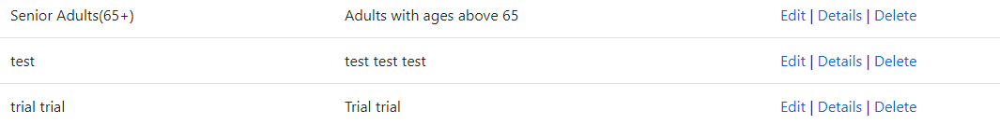 Senior Adults(65+) Adults with ages above 65 Edit | Details | Delete
test test test test Edit | Details | Delete
trial trial Trial trial Edit | Details | Delete